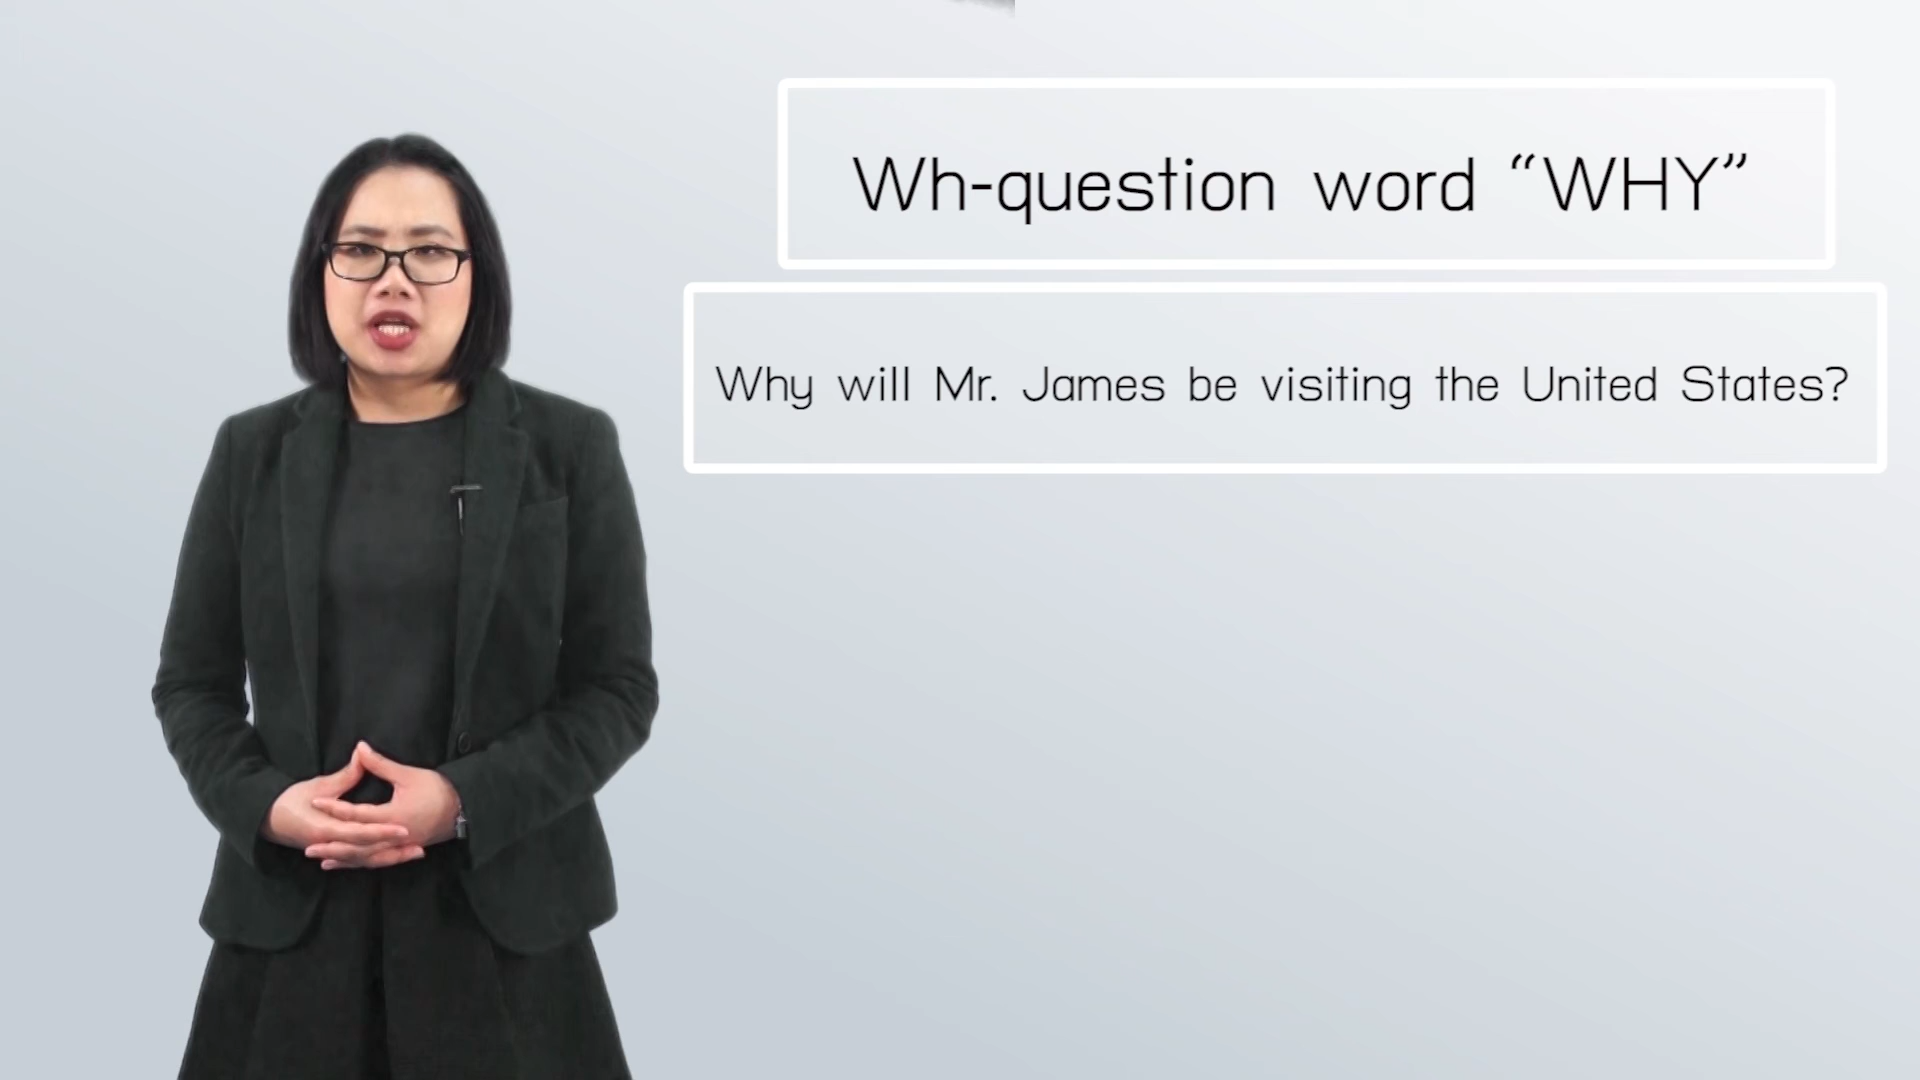 Wh-question word “WHY”
Why will Mr. James be visiting the United States?